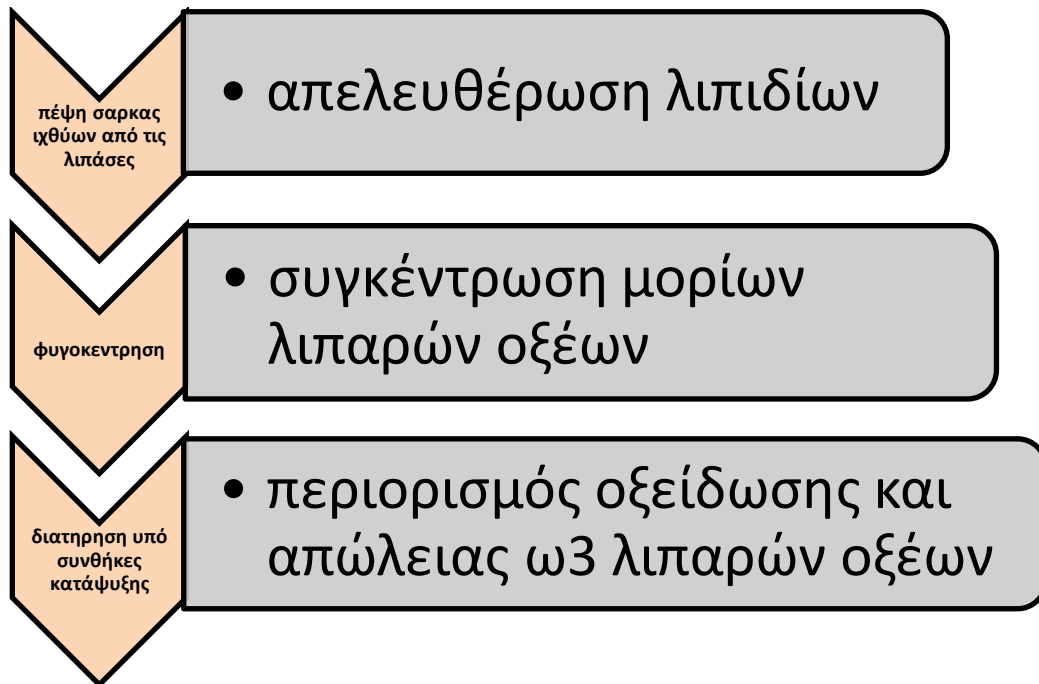 πέψη σαρκας
ιχθύων από τις
λιπάσες
• απελευθέρωση λιπιδίων
φυγοκεντρηση
• συγκέντρωση μορίων
λιπαρών οξέων
διατηρηση υπό
συνθήκες
κατάψυξης
• περιορισμός οξείδωσης και
απώλειας ω3 λιπαρών οξέων